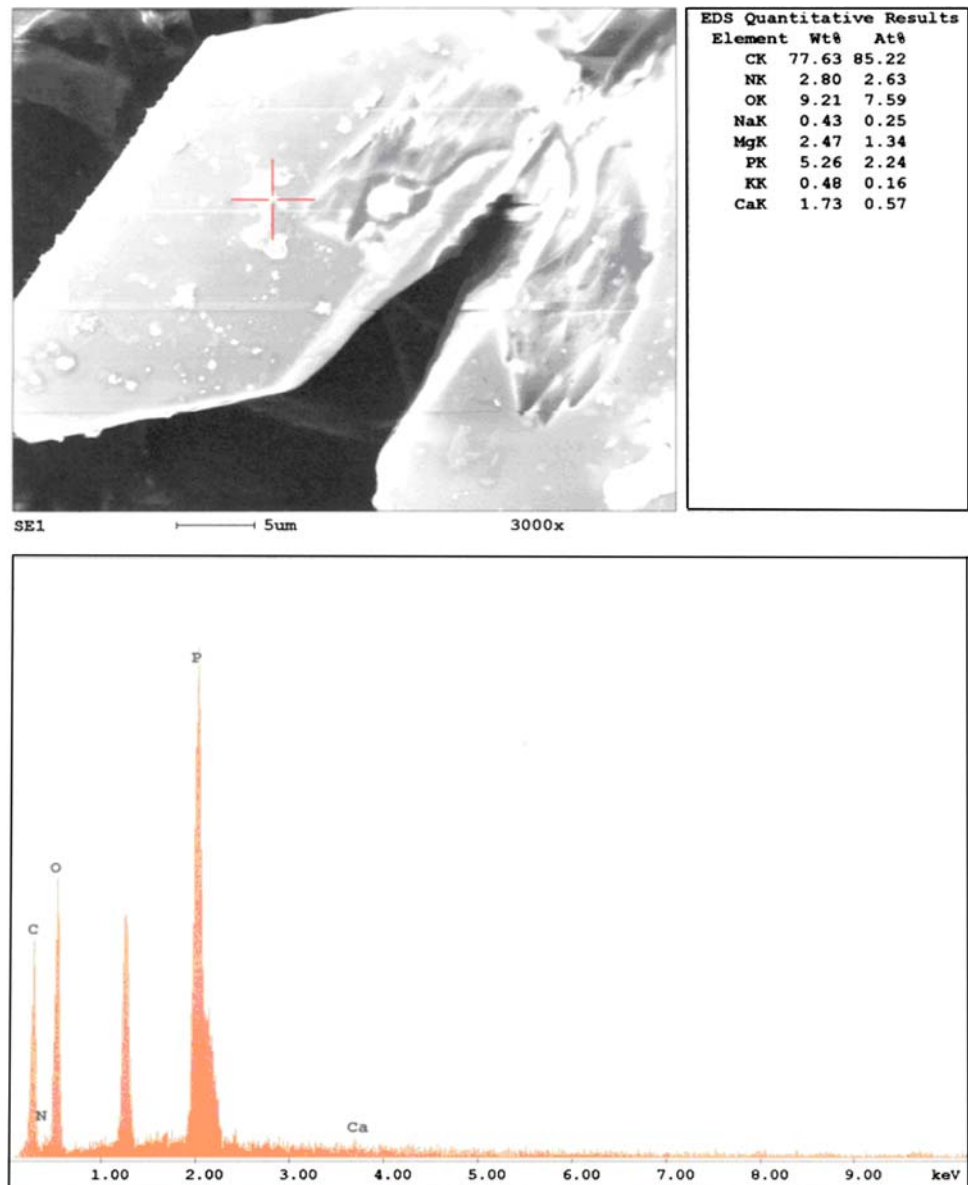 EDS Quantitative Results
Element Wt% At%
CK 77.63 85.22
NK 2.80 2.63
OK 9.21 7.59
NaK 0.43 0.25
MgK 2.47 1.34
PK 5.26 2.24
KK 0.48 0.16
CaK 1.73 0.57
SE1 5um 3000x
P
O
C
N
Ca
1.00 2.00 3.00 4.00 5.00 6.00 7.00 8.00 9.00 keV